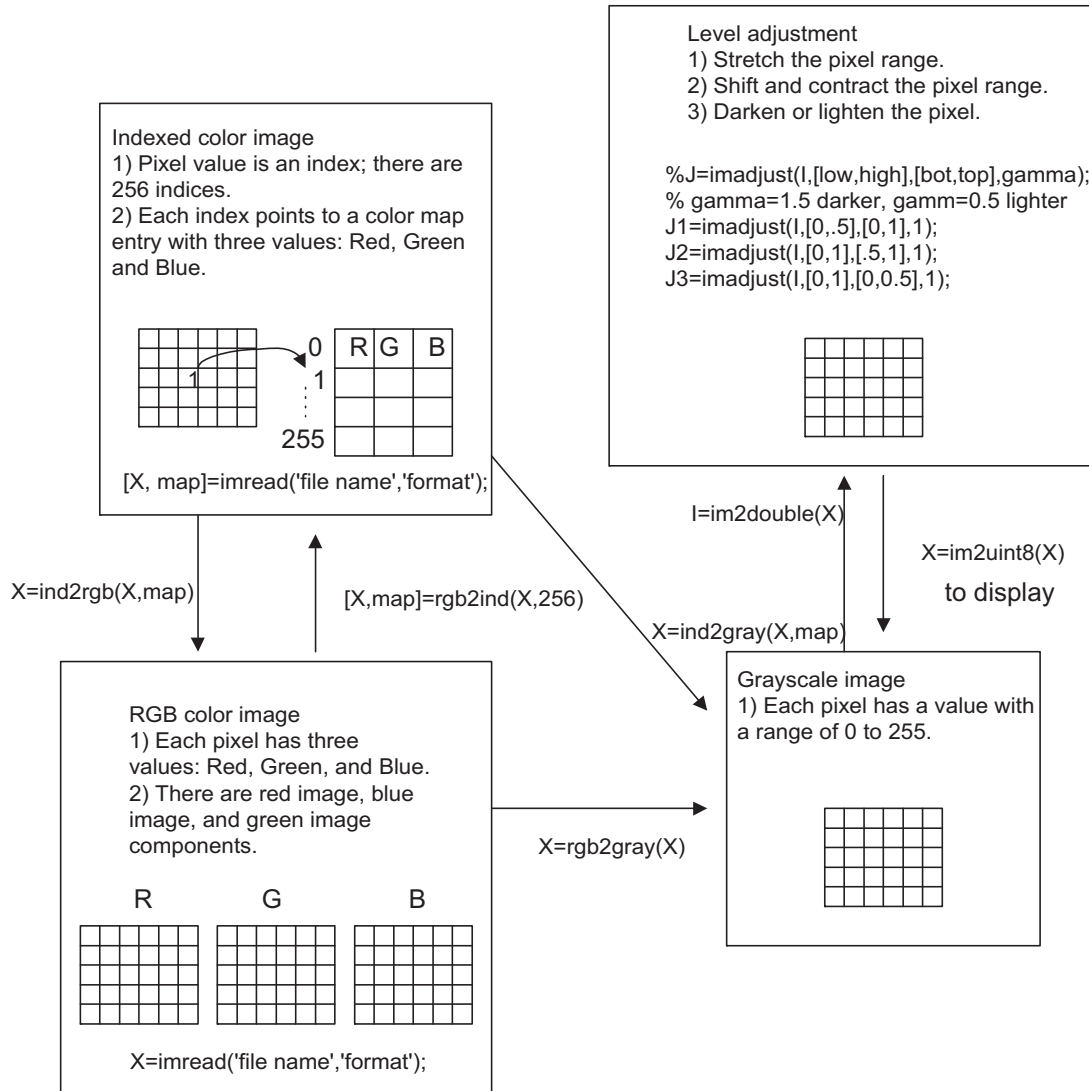 Level adjustment
1) Stretch the pixel range.
2) Shift and contract the pixel range.
3) Darken or lighten the pixel.
%J=imadjust(I,[low,high],[bot,top],gamma);
% gamma=1.5 darker, gamm=0.5 lighter
J1=imadjust(I,[0,.5],[0,1],1);
J2=imadjust(I,[0,1],[.5,1],1);
J3=imadjust(I,[0,1],[0,0.5],1);
Indexed color image
1) Pixel value is an index; there are
256 indices.
2) Each index points to a color map
entry with three values: Red, Green
and Blue.
0 R G B
1 1
255
[X, map]=imread('file name','format');
I=im2double(X)
X=im2uint8(X)
to display
X=ind2rgb(X,map)
[X,map]=rgb2ind(X,256)
X=ind2gray(X,map)
RGB color image
1) Each pixel has three
values: Red, Green, and Blue.
2) There are red image, blue
image, and green image
components.
R G B
X=imread('file name','format');
X=rgb2gray(X)
Grayscale image
1) Each pixel has a value with
a range of 0 to 255.